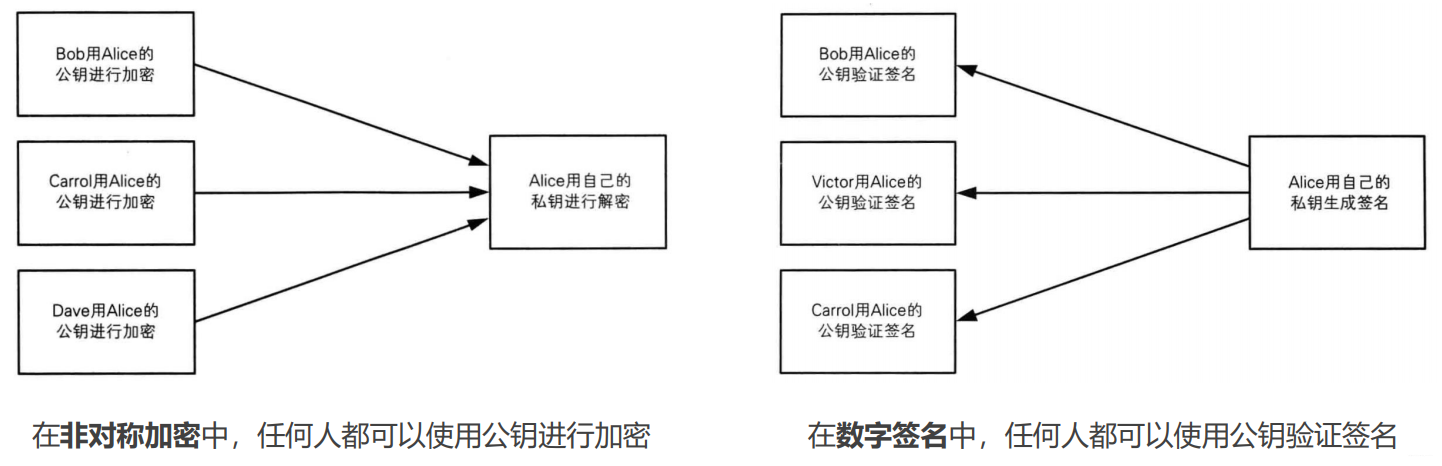 Bob用Alice的
公钥进行加密
Carrol用Alice的
公钥进行加密
Dave用Alice的
公钥进行加密
Alice用自己的
私钥进行解密
在非对称加密中，任何人都可以使用公钥进行加密
Bob用Alice的
公钥验证签名
Victor用Alice的
公钥验证签名
Carrol用Alice的
公钥验证签名
Alice用自己的
私钥生成签名
在数字签名中，任何人都可以使用公钥验证签名